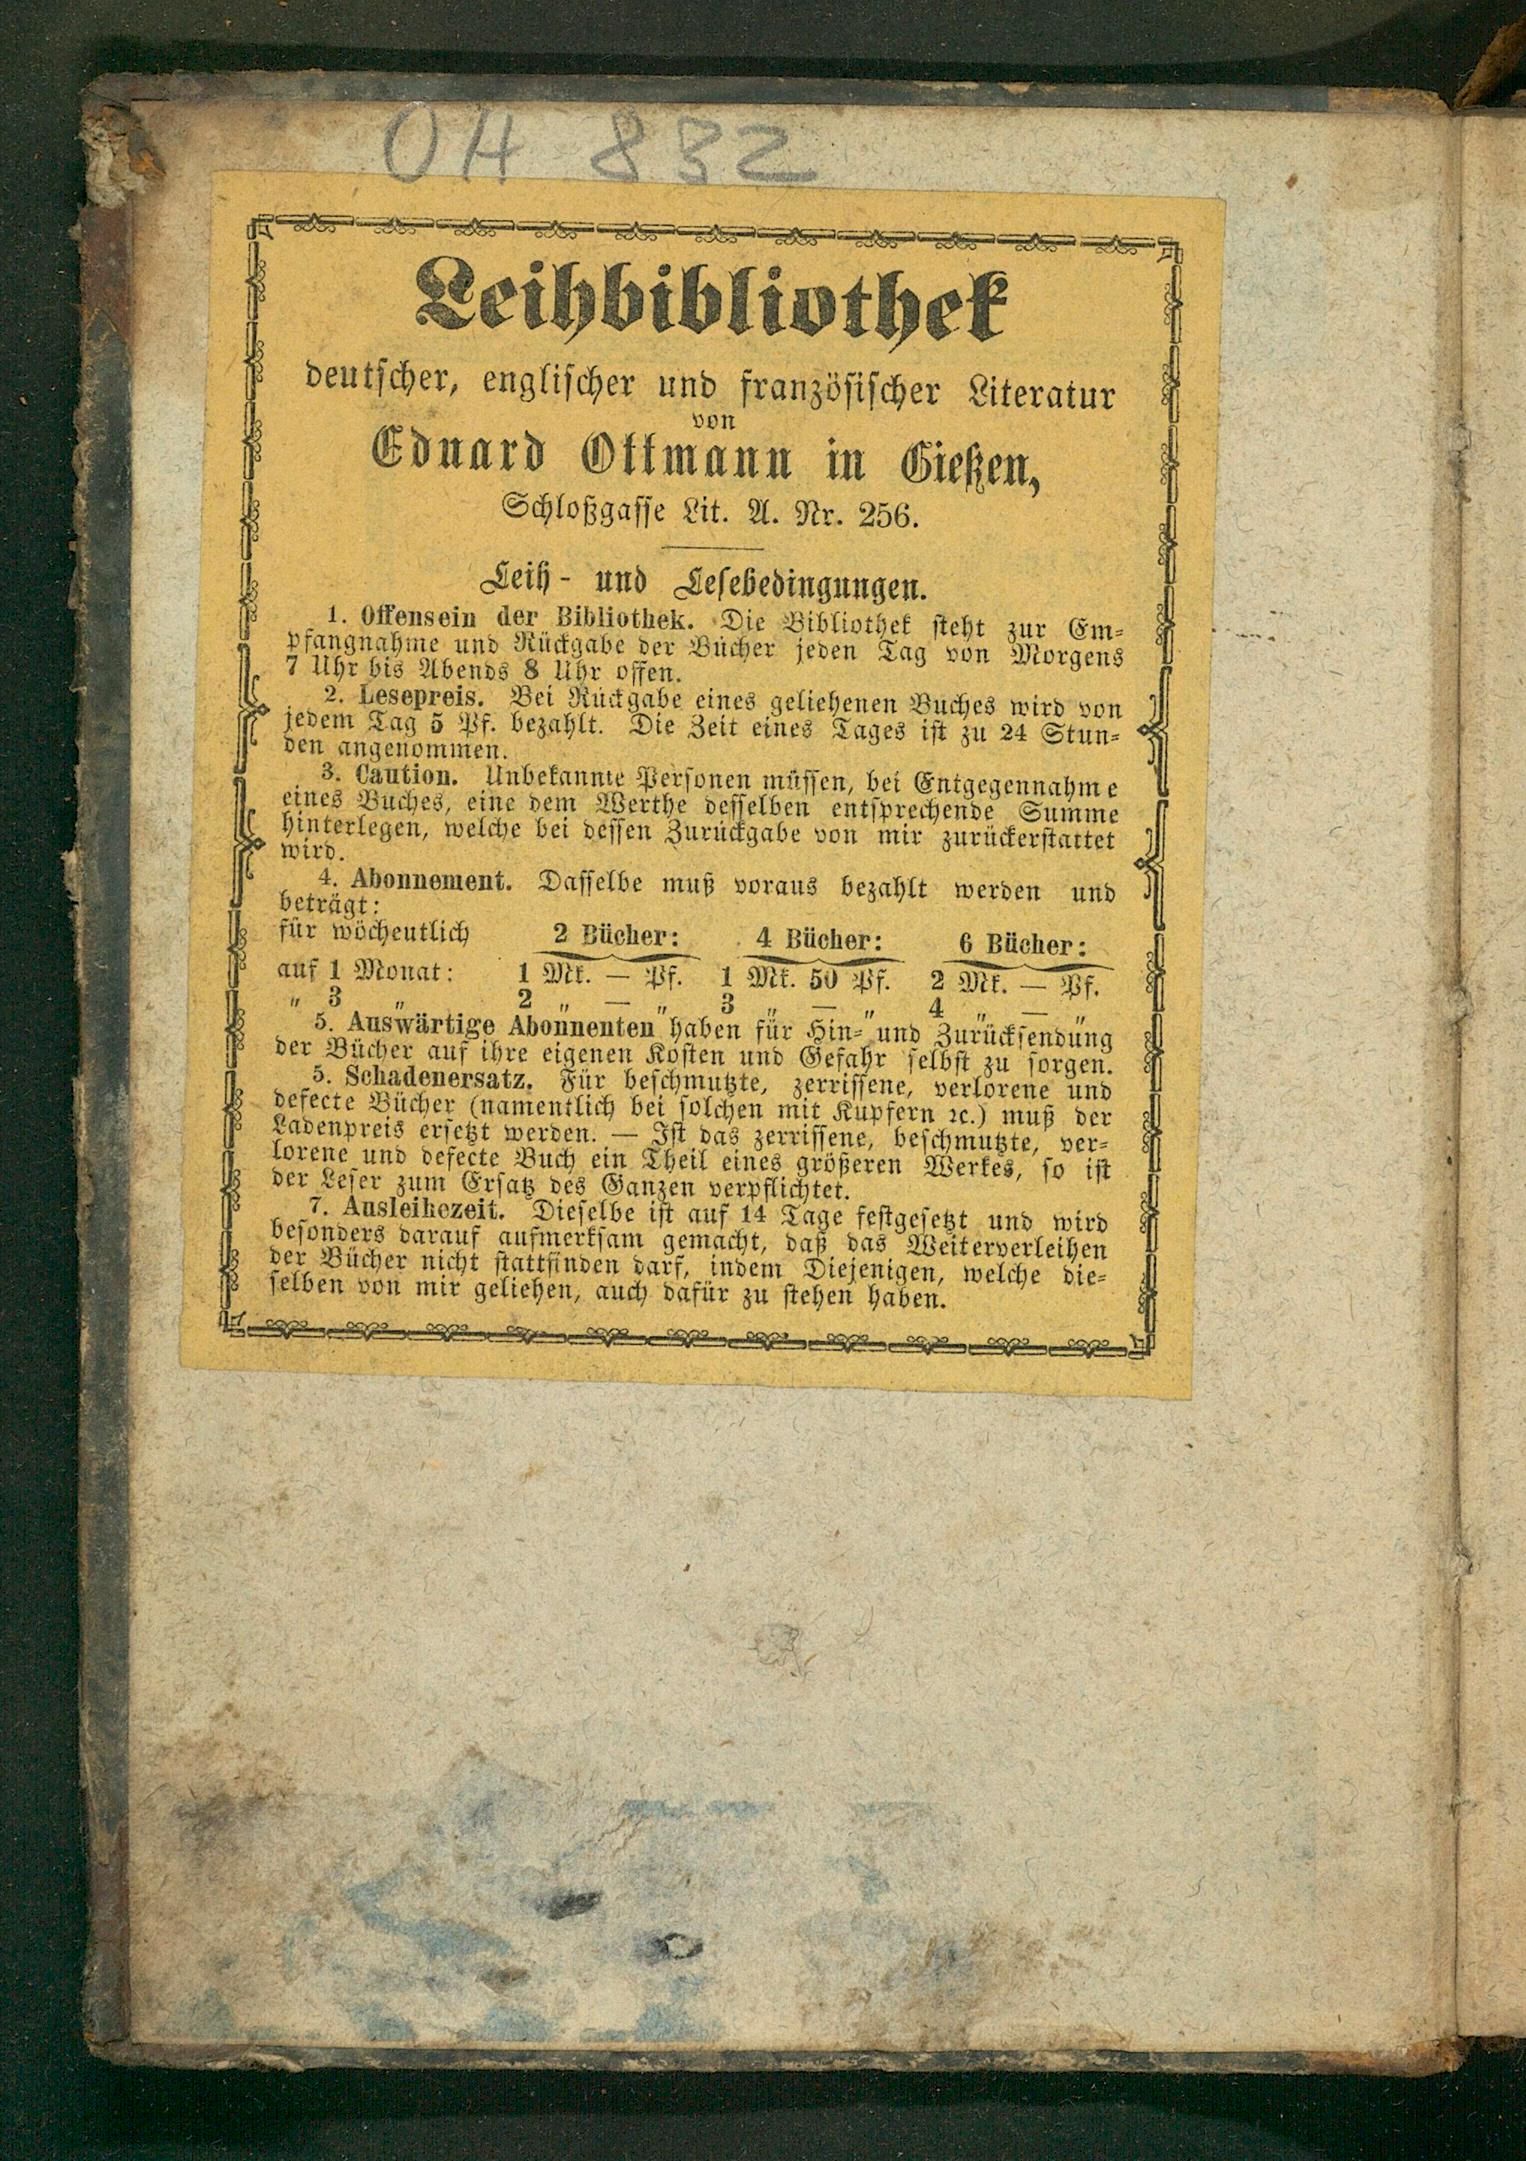 OH 832
Leihbibliothek
deutscher, englischer und französischer Literatur
von
Eduard Ottmann in Gießen,
Schloßgasse Lit. A. Nr. 256.
Leih- und Lesebedingungen.
1. Offensein der Bibliothek. Die Bibliothek steht zur Em-
pfangnahme und Rückgabe der Bücher jeden Tag von Morgens
7 Uhr bis Abends 8 Uhr offen.
2. Lesepreis. Bei Rückgabe eines geliehenen Buches wird von
jedem Tag 5 Pf. bezahlt. Die Zeit eines Tages ist zu 24 Stun-
den angenommen.
3. Caution. Unbekannte Personen müssen, bei Entgegennahme
eines Buches, eine dem Werthe desselben entsprechende Summe
hinterlegen, welche bei dessen Zurückgabe von mir zurückerstattet
wird.
4. Abonnement. Dasselbe muß voraus bezahlt werden und
beträgt:
für wöchentlich 2 Bücher: 4 Bücher: 6 Bücher:
auf 1 Monat: 1 Mk. — Pf. 1 Mk. 50 Pf. 2 Mk. — Pf.
„ 3 „ 2 „ — „ 3 „ — „ 4 „ — „
5. Auswärtige Abonnenten haben für Hin- und Zurücksendung
der Bücher auf ihre eigenen Kosten und Gefahr selbst zu sorgen.
5. Schadenersatz. Für beschmutzte, zerrissene, verlorene und
defecte Bücher (namentlich bei solchen mit Kupfern ꝛc.) muß der
Ladenpreis ersetzt werden. — Ist das zerrissene, beschmutzte, ver-
lorene und defecte Buch ein Theil eines größeren Werkes, so ist
der Leser zum Ersatz des Ganzen verpflichtet.
7. Ausleihezeit. Dieselbe ist auf 14 Tage festgesetzt und wird
besonders darauf aufmerksam gemacht, daß das Weiterverleihen
der Bücher nicht stattfinden darf, indem Diejenigen, welche die-
selben von mir geliehen, auch dafür zu stehen haben.